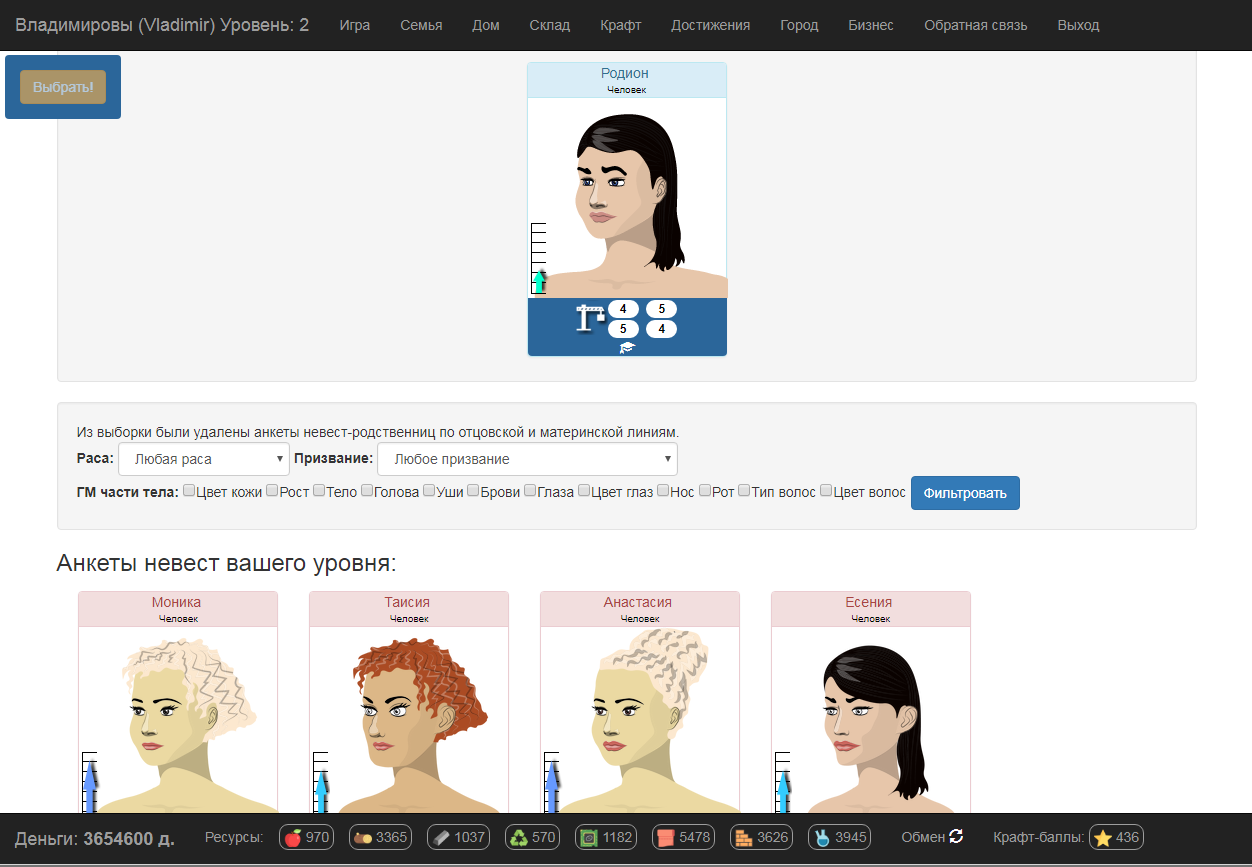 Владимировы (Vladimir) Уровень: 2 Игра Семья Дом Склад Крафт Достижения Город Бизнес Обратная связь Выход
Выбрать!
Родион
Человек
4 5
5 4
Из выборки были удалены анкеты невест-родственниц по отцовской и материнской линиям.
Раса: Любая раса Призвание: Любое призвание
ГМ части тела: Цвет кожи Рост Тело Голова Уши Брови Глаза Цвет глаз Нос Рот Тип волос Цвет волос Фильтровать
Анкеты невест вашего уровня:
Моника Таисия Анастасия Есения
Человек Человек Человек Человек
Деньги: 3654600 д. Ресурсы: 970 3365 1037 570 1182 5478 3626 3945 Обмен Крафт-баллы: 436